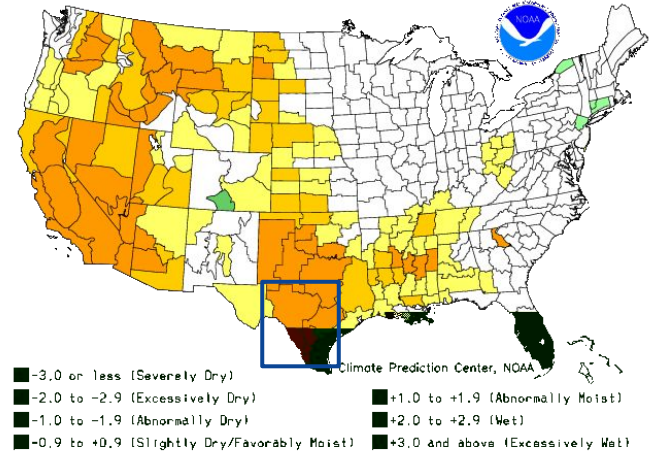 NOAA
Climate Prediction Center, NOAA
-3.0 or less (Severely Dry)
-2.0 to -2.9 (Excessively Dry)
-1.0 to -1.9 (Abnormally Dry)
-0.9 to +0.9 (Slightly Dry/Favorably Moist)
+1.0 to +1.9 (Abnormally Moist)
+2.0 to +2.9 (Wet)
+3.0 and above (Excessively Wet)